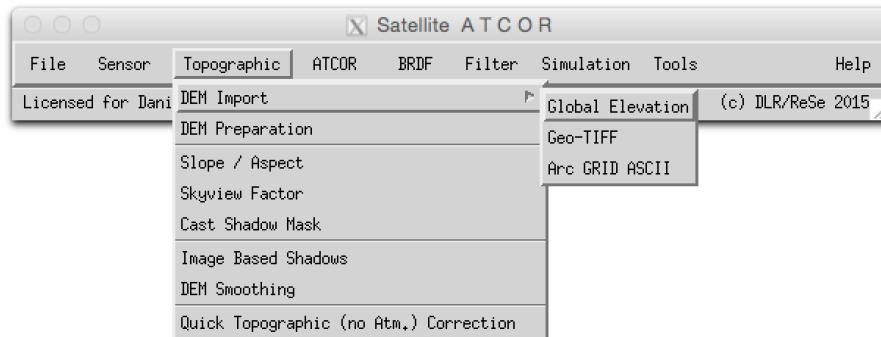 Satellite A T C O R
File Sensor Topographic ATCOR BRDF Filter Simulation Tools Help
Licensed for Dani (c) DLR/ReSe 2015
DEM Import
Global Elevation
Geo-TIFF
Arc GRID ASCII
DEM Preparation
Slope / Aspect
Skyview Factor
Cast Shadow Mask
Image Based Shadows
DEM Smoothing
Quick Topographic (no Atm.) Correction